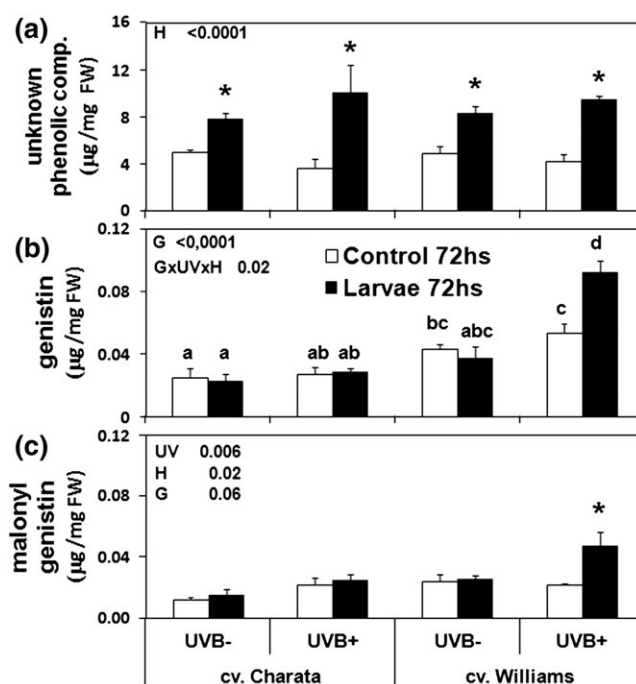 (a)
unknown
phenolic comp.
(µg/mg FW)
16
12
8
4
0
H <0.0001
* * * *
(b)
genistin
(µg/mg FW)
0.12
0.08
0.04
0
G <0,0001
GxUVxH 0.02
Control 72hs
Larvae 72hs
a a ab ab bc abc c d
(c)
malonyl
genistin
(µg/mg FW)
0.12
0.08
0.04
0.00
UV 0.006
H 0.02
G 0.06
*
UVB- UVB+ UVB- UVB+
cv. Charata cv. Williams